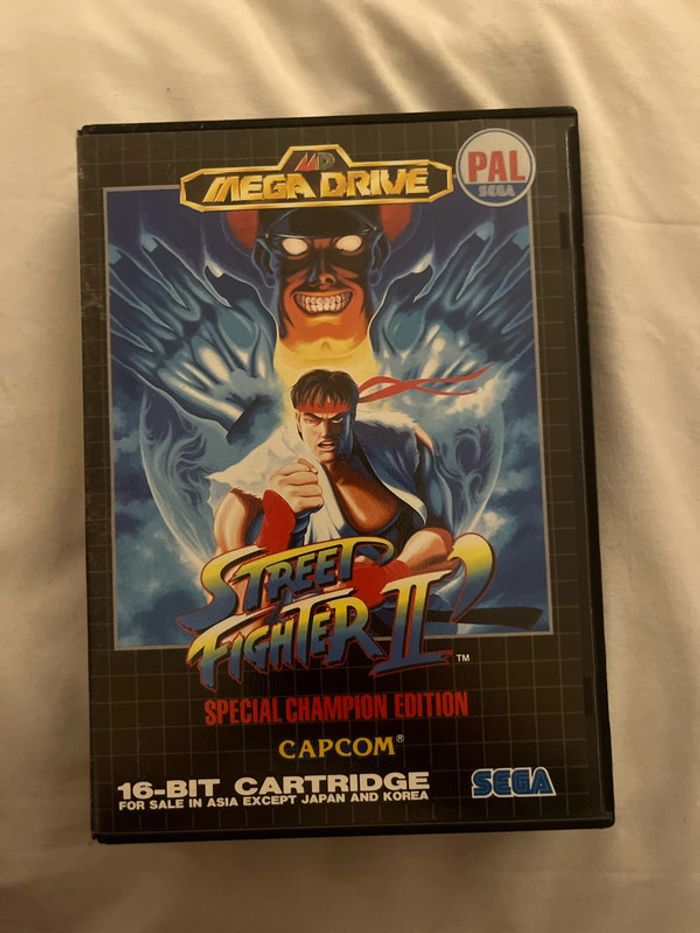 MD
MEGA DRIVE
PAL
SEGA
STREET
FIGHTER II'
TM
SPECIAL CHAMPION EDITION
CAPCOM®
16-BIT CARTRIDGE
FOR SALE IN ASIA EXCEPT JAPAN AND KOREA
SEGA